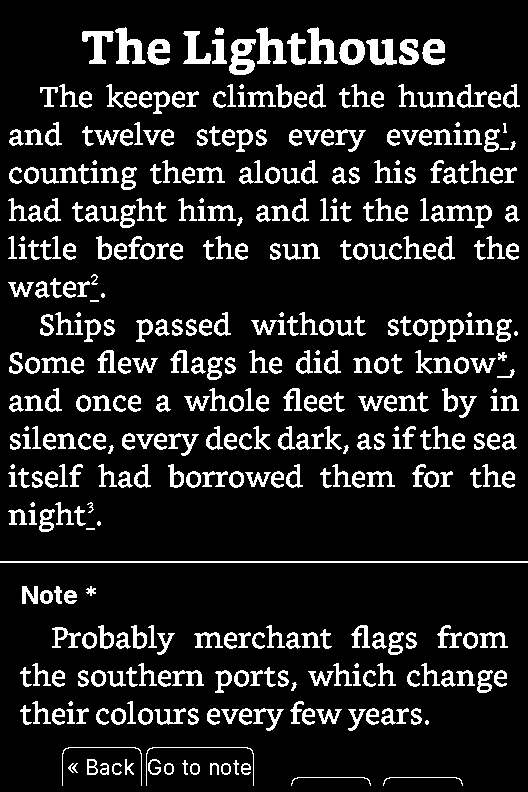 The Lighthouse
The keeper climbed the hundred
and twelve steps every evening¹,
counting them aloud as his father
had taught him, and lit the lamp a
little before the sun touched the
water².
Ships passed without stopping.
Some flew flags he did not know*,
and once a whole fleet went by in
silence, every deck dark, as if the sea
itself had borrowed them for the
night³.
Note *
Probably merchant flags from
the southern ports, which change
their colours every few years.
« Back Go to note